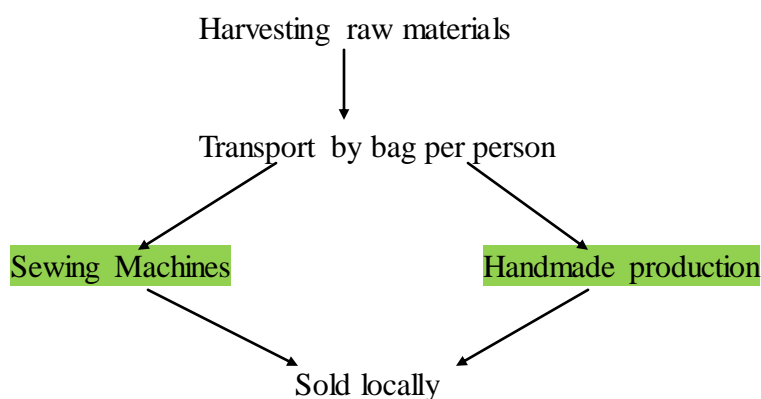 Harvesting raw materials
Transport by bag per person
Sewing Machines
Handmade production
Sold locally